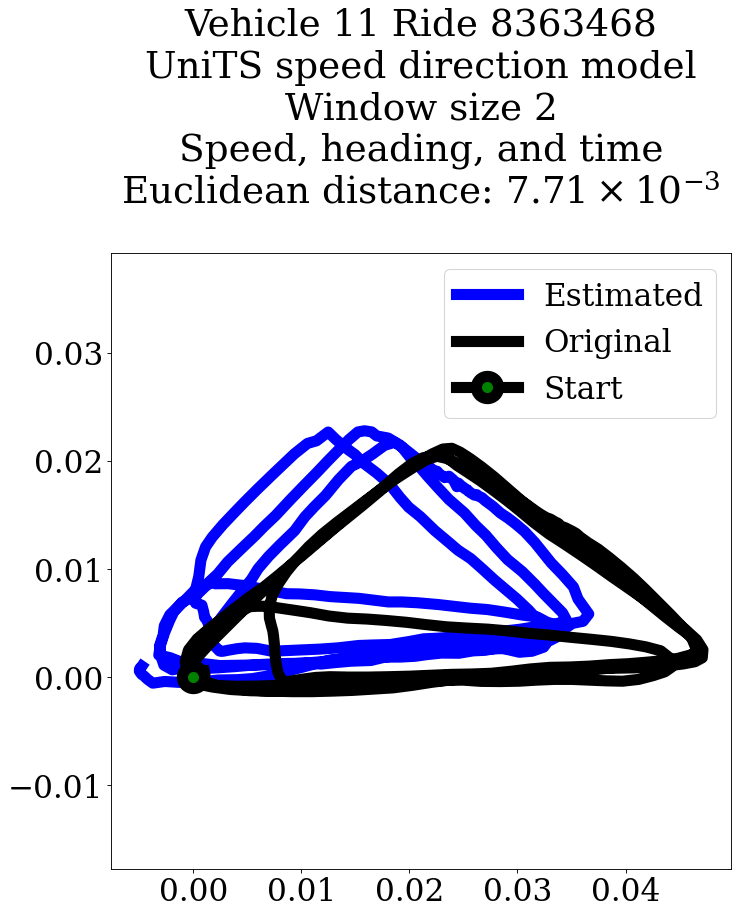 Vehicle 11 Ride 8363468
UniTS speed direction model
Window size 2
Speed, heading, and time
Euclidean distance: 7.71 × 10⁻³
Estimated
Original
Start
0.03
0.02
0.01
0.00
−0.01
0.00 0.01 0.02 0.03 0.04